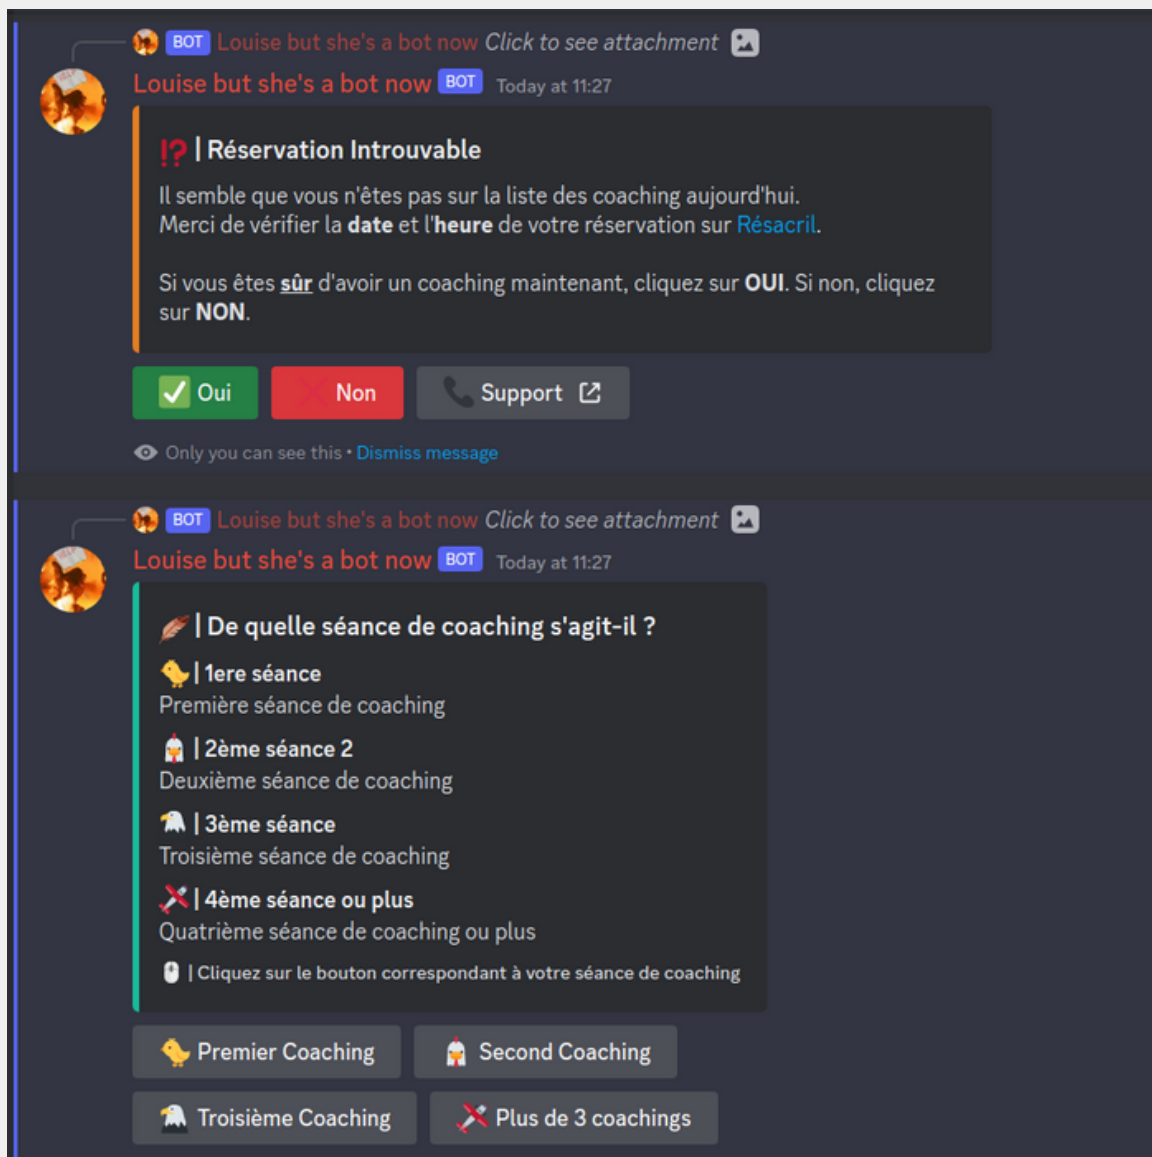 BOT Louise but she's a bot now Click to see attachment
Louise but she's a bot now BOT Today at 11:27
⁉️ | Réservation Introuvable
Il semble que vous n'êtes pas sur la liste des coaching aujourd'hui.
Merci de vérifier la date et l'heure de votre réservation sur Résacril.
Si vous êtes sûr d'avoir un coaching maintenant, cliquez sur OUI. Si non, cliquez
sur NON.
Oui Non Support
Only you can see this • Dismiss message
BOT Louise but she's a bot now Click to see attachment
Louise but she's a bot now BOT Today at 11:27
| De quelle séance de coaching s'agit-il ?
| 1ere séance
Première séance de coaching
| 2ème séance 2
Deuxième séance de coaching
| 3ème séance
Troisième séance de coaching
| 4ème séance ou plus
Quatrième séance de coaching ou plus
| Cliquez sur le bouton correspondant à votre séance de coaching
Premier Coaching Second Coaching
Troisième Coaching Plus de 3 coachings